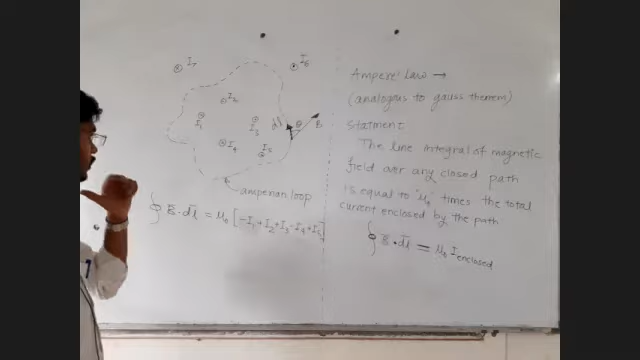 I7
I6
I2
I1
I3
dl
θ
B
I4
I5
amperian loop
∮ B̄·dl̄ = μ₀ [-I1+I2+I3-I4+I5]
Ampere' law →
(analogous to gauss theorem)
Statment:
The line integral of magnetic
field over any closed path
is equal to 'μ₀' times the total
current enclosed by the path
∮ B̄·dl̄ = μ₀ I enclosed